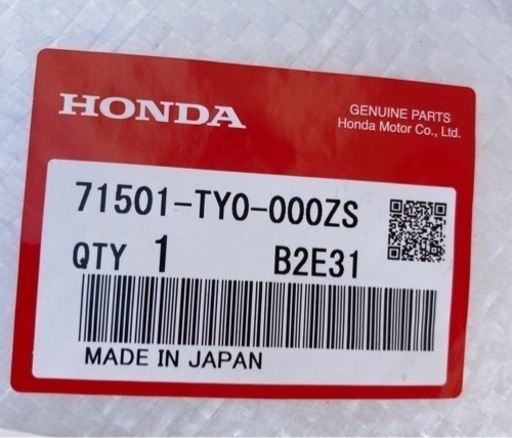 HONDA
GENUINE PARTS
Honda Motor Co., Ltd.
71501-TY0-000ZS
QTY 1 B2E31
MADE IN JAPAN